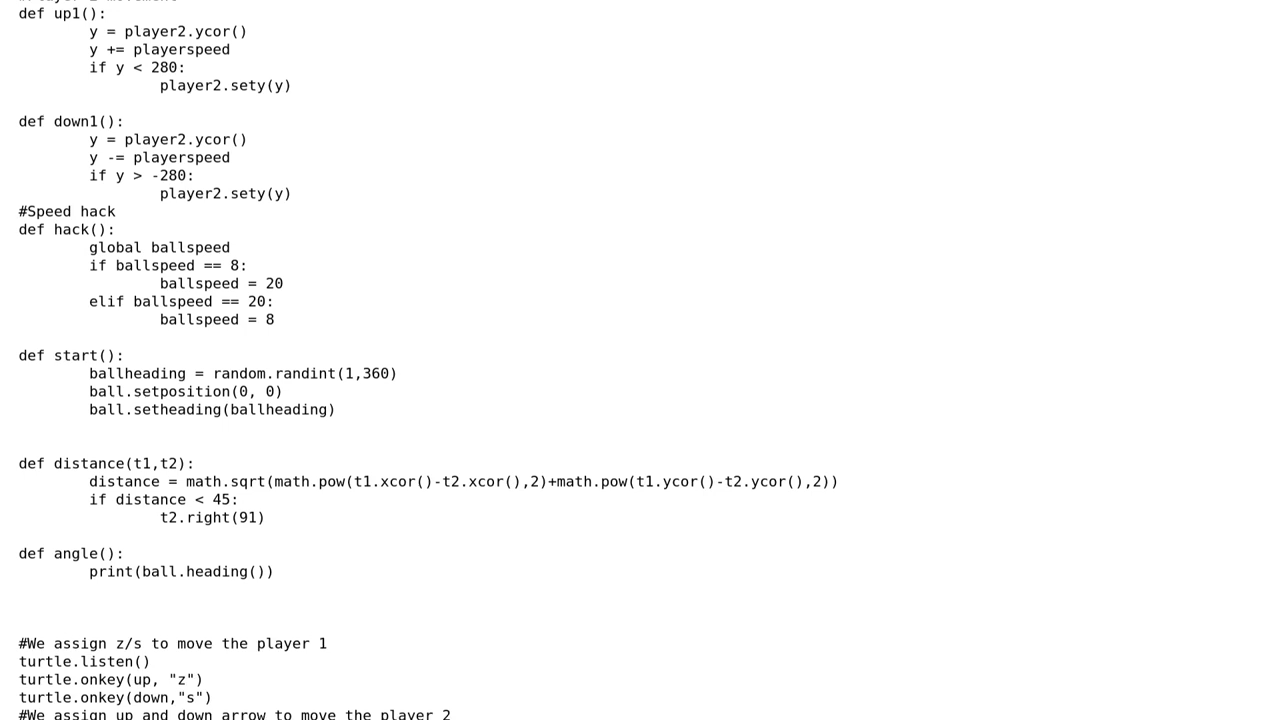 def up1():
        y = player2.ycor()
        y += playerspeed
        if y < 280:
                player2.sety(y)

def down1():
        y = player2.ycor()
        y -= playerspeed
        if y > -280:
                player2.sety(y)
#Speed hack
def hack():
        global ballspeed
        if ballspeed == 8:
                ballspeed = 20
        elif ballspeed == 20:
                ballspeed = 8

def start():
        ballheading = random.randint(1,360)
        ball.setposition(0, 0)
        ball.setheading(ballheading)

def distance(t1,t2):
        distance = math.sqrt(math.pow(t1.xcor()-t2.xcor(),2)+math.pow(t1.ycor()-t2.ycor(),2))
        if distance < 45:
                t2.right(91)

def angle():
        print(ball.heading())

#We assign z/s to move the player 1
turtle.listen()
turtle.onkey(up, "z")
turtle.onkey(down,"s")
#We assign up and down arrow to move the player 2